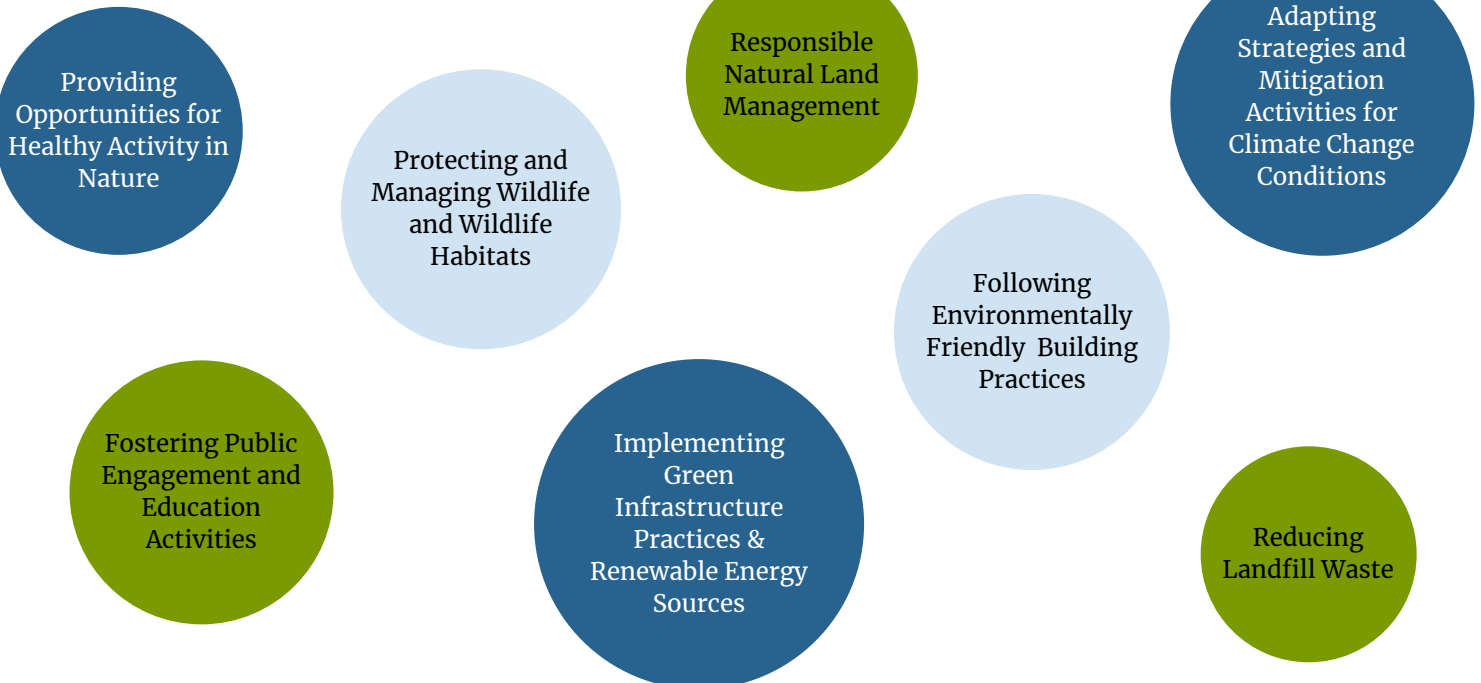 Providing
Opportunities for
Healthy Activity in
Nature
Protecting and
Managing Wildlife
and Wildlife
Habitats
Responsible
Natural Land
Management
Adapting
Strategies and
Mitigation
Activities for
Climate Change
Conditions
Following
Environmentally
Friendly  Building
Practices
Fostering Public
Engagement and
Education
Activities
Implementing
Green
Infrastructure
Practices &
Renewable Energy
Sources
Reducing
Landfill Waste